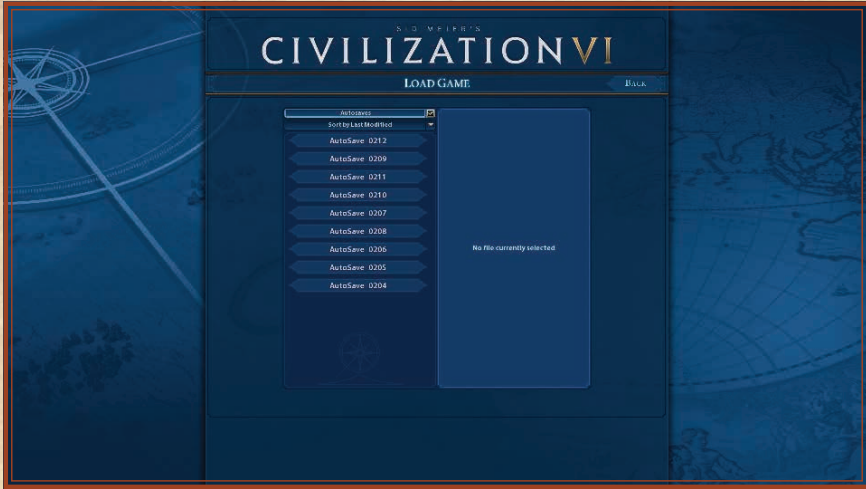 SID MEIER'S
CIVILIZATION VI
LOAD GAME
BACK
Autosaves
Sort by Last Modified
AutoSave 0212
AutoSave 0209
AutoSave 0211
AutoSave 0210
AutoSave 0207
AutoSave 0208
AutoSave 0206
AutoSave 0205
AutoSave 0204
No file currently selected